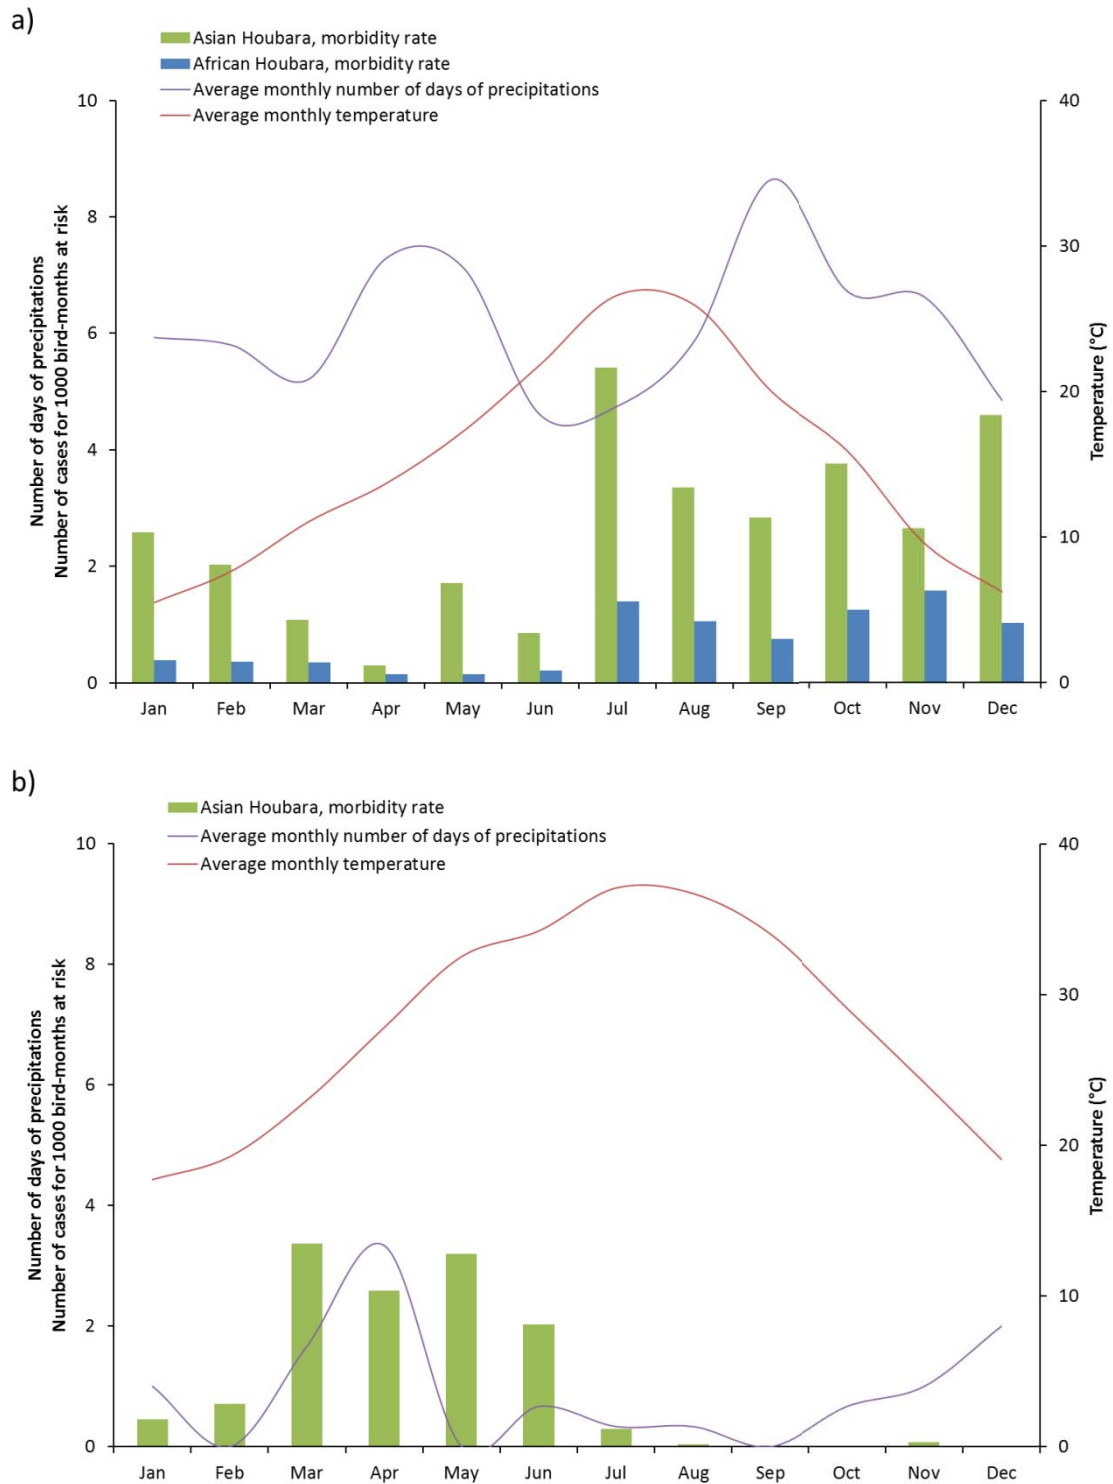 a)
Asian Houbara, morbidity rate
African Houbara, morbidity rate
Average monthly number of days of precipitations
Average monthly temperature
Number of days of precipitations
Number of cases for 1000 bird-months at risk
10
8
6
4
2
0
40
30
20
10
0
Temperature (°C)
Jan Feb Mar Apr May Jun Jul Aug Sep Oct Nov Dec
b)
Asian Houbara, morbidity rate
Average monthly number of days of precipitations
Average monthly temperature
Number of days of precipitations
Number of cases for 1000 bird-months at risk
10
8
6
4
2
0
40
30
20
10
0
Temperature (°C)
Jan Feb Mar Apr May Jun Jul Aug Sep Oct Nov Dec